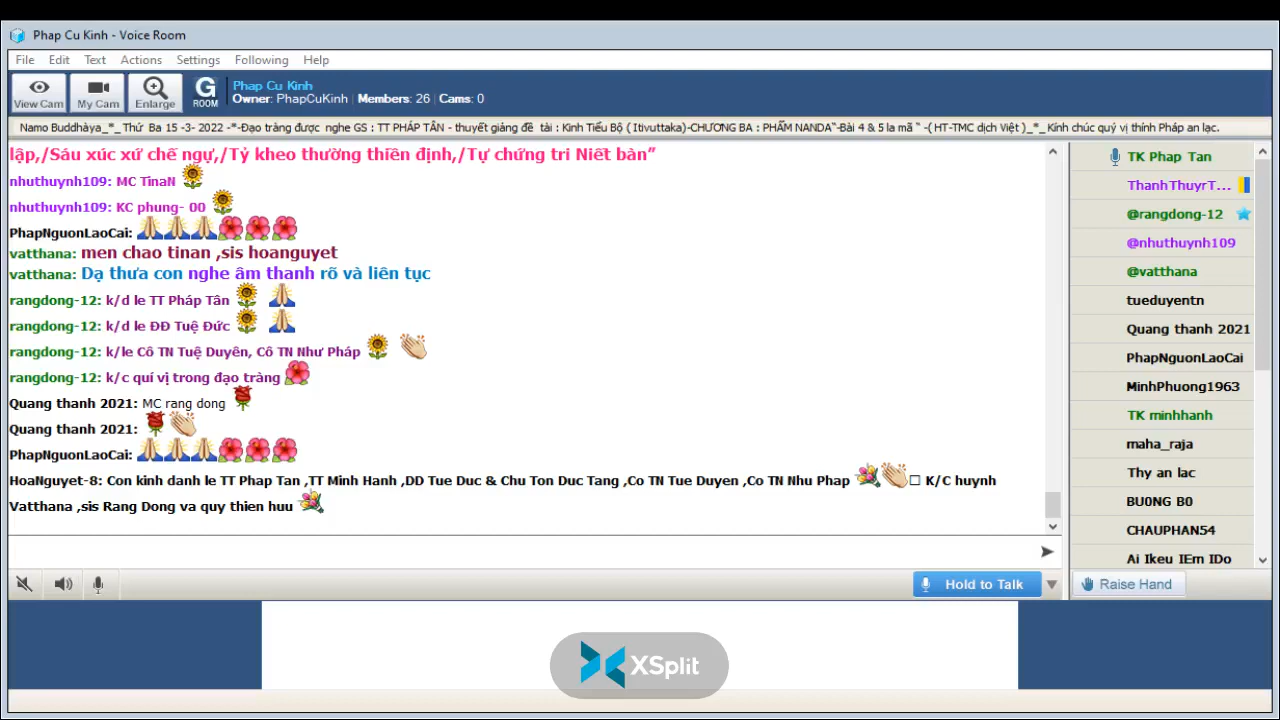 Phap Cu Kinh - Voice Room
File Edit Text Actions Settings Following Help
View Cam My Cam Enlarge G ROOM
Phap Cu Kinh
Owner: PhapCuKinh Members: 26 Cams: 0
Namo Buddhàya_*_ Thứ Ba 15 -3- 2022 -*-Đạo tràng được nghe GS : TT PHÁP TÂN - thuyết giảng đề tài : Kinh Tiểu Bộ ( Itivuttaka)-CHƯƠNG BA : PHẨM NANDA“-Bài 4 & 5 la mã “ -( HT-TMC dịch Việt )_*_ Kính chúc quý vị thính Pháp an lạc.
lập,/Sáu xúc xứ chế ngự,/Tỷ kheo thường thiền định,/Tự chứng tri Niết bàn”
nhuthuynh109: MC TinaN
nhuthuynh109: KC phung- 00
PhapNguonLaoCai:
vatthana: men chao tinan ,sis hoanguyet
vatthana: Dạ thưa con nghe âm thanh rõ và liên tục
rangdong-12: k/d le TT Pháp Tân
rangdong-12: k/d le ĐĐ Tuệ Đức
rangdong-12: k/le Cô TN Tuệ Duyên, Cô TN Như Pháp
rangdong-12: k/c quí vị trong đạo tràng
Quang thanh 2021: MC rang dong
Quang thanh 2021:
PhapNguonLaoCai:
HoaNguyet-8: Con kinh danh le TT Phap Tan ,TT Minh Hanh ,DD Tue Duc & Chu Ton Duc Tang ,Co TN Tue Duyen ,Co TN Nhu Phap K/C huynh
Vatthana ,sis Rang Dong va quy thien huu
TK Phap Tan
ThanhThuyrT...
@rangdong-12
@nhuthuynh109
@vatthana
tueduyentn
Quang thanh 2021
PhapNguonLaoCai
MinhPhuong1963
TK minhhanh
maha_raja
Thy an lac
BU0NG B0
CHAUPHAN54
Ai Ikeu IEm IDo
Hold to Talk
Raise Hand
XSplit